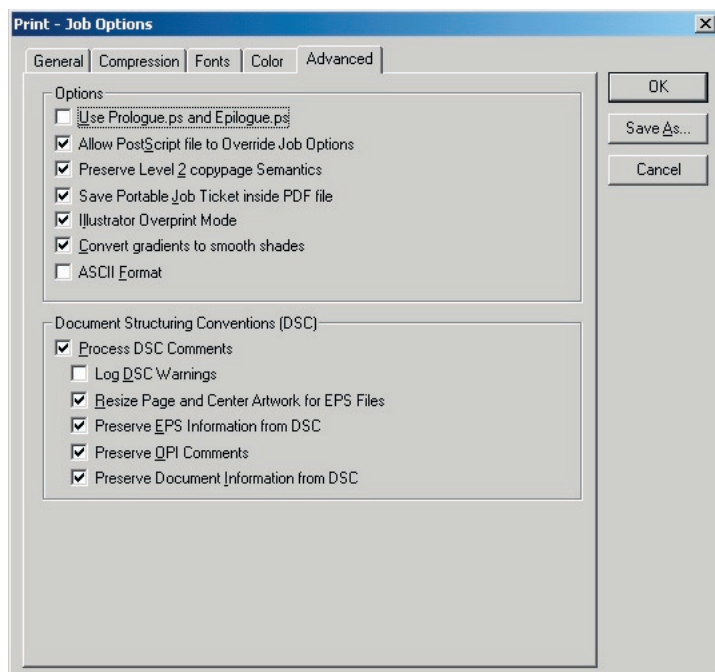 Print - Job Options
General
Compression
Fonts
Color
Advanced
OK
Save As...
Cancel
Options
Use Prologue.ps and Epilogue.ps
Allow PostScript file to Override Job Options
Preserve Level 2 copypage Semantics
Save Portable Job Ticket inside PDF file
Illustrator Overprint Mode
Convert gradients to smooth shades
ASCII Format
Document Structuring Conventions (DSC)
Process DSC Comments
Log DSC Warnings
Resize Page and Center Artwork for EPS Files
Preserve EPS Information from DSC
Preserve OPI Comments
Preserve Document Information from DSC